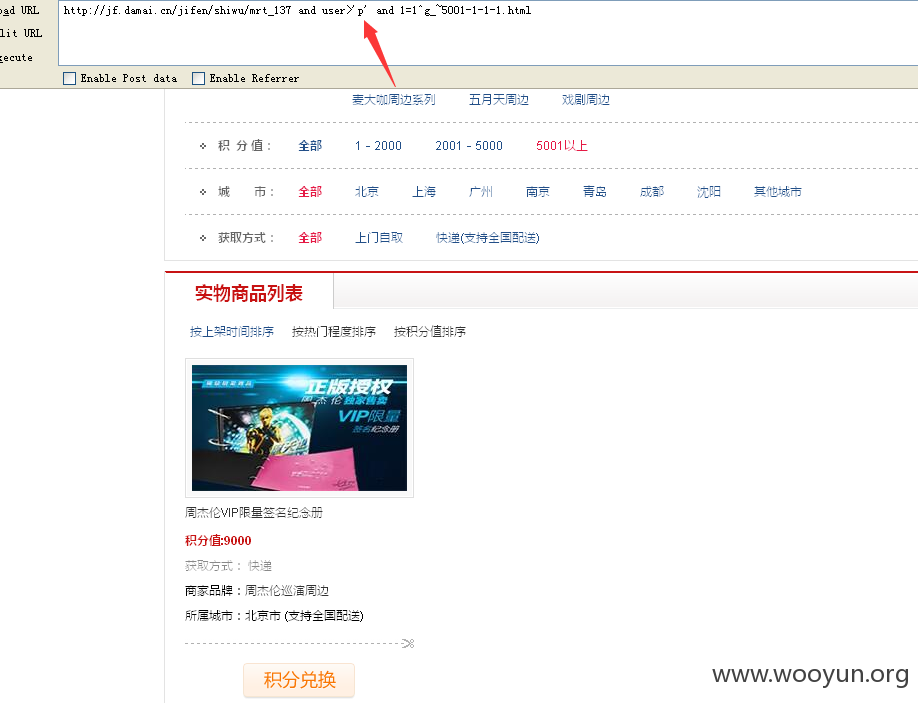 oad URL
http://jf.damai.cn/jifen/shiwu/mrt_137 and user>'p' and 1=1^g_~5001-1-1-1.html
lit URL
xecute
Enable Post data Enable Referrer
麦大咖周边系列 五月天周边 戏剧周边
积 分 值： 全部 1 - 2000 2001 - 5000 5001以上
城 市： 全部 北京 上海 广州 南京 青岛 成都 沈阳 其他城市
获取方式： 全部 上门自取 快递(支持全国配送)
实物商品列表
按上架时间排序 按热门程度排序 按积分值排序
正版授权
周杰伦独家售卖
VIP限量
签名纪念册
周杰伦VIP限量签名纪念册
积分值:9000
获取方式： 快递
商家品牌：周杰伦巡演周边
所属城市：北京市 (支持全国配送)
积分兑换
www.wooyun.org